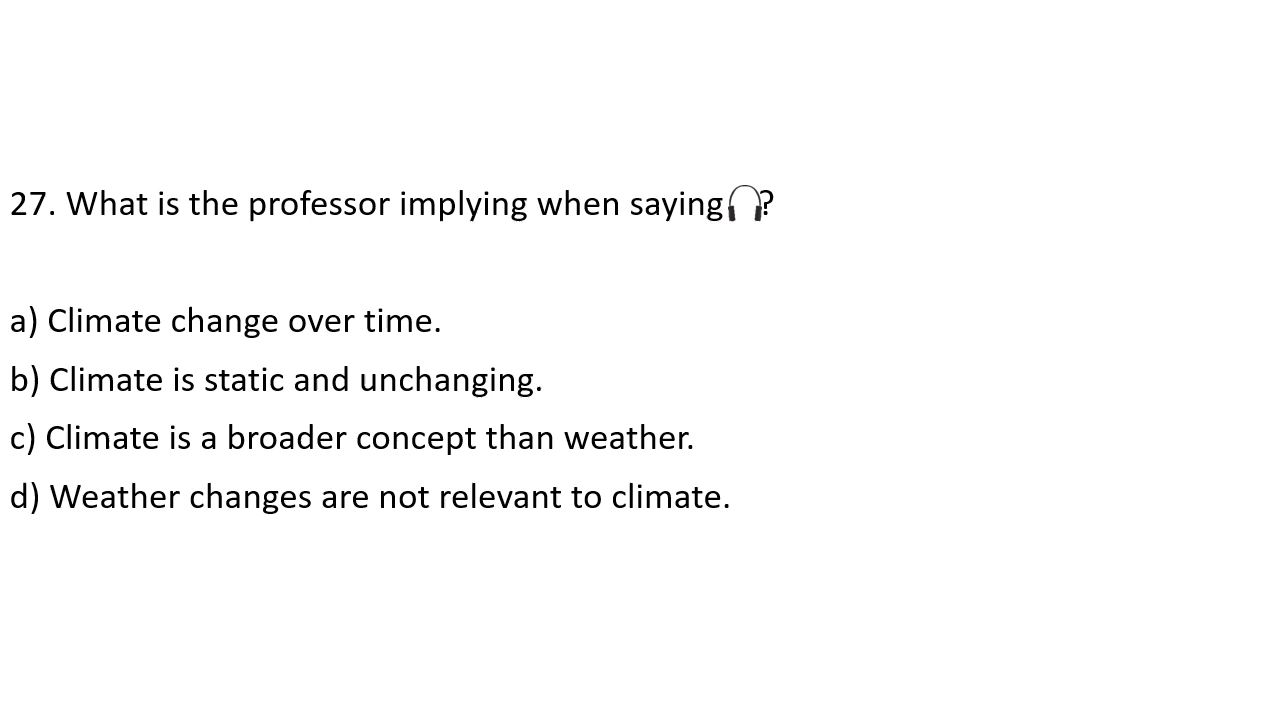 27. What is the professor implying when saying🎧?
a) Climate change over time.
b) Climate is static and unchanging.
c) Climate is a broader concept than weather.
d) Weather changes are not relevant to climate.